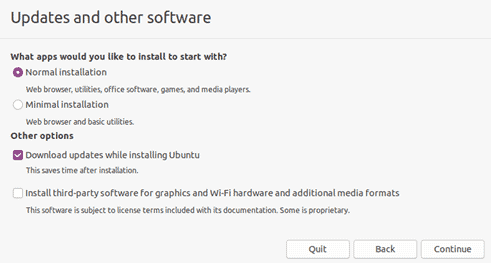 Updates and other software
What apps would you like to install to start with?
Normal installation
Web browser, utilities, office software, games, and media players.
Minimal installation
Web browser and basic utilities.
Other options
Download updates while installing Ubuntu
This saves time after installation.
Install third-party software for graphics and Wi-Fi hardware and additional media formats
This software is subject to license terms included with its documentation. Some is proprietary.
Quit Back Continue